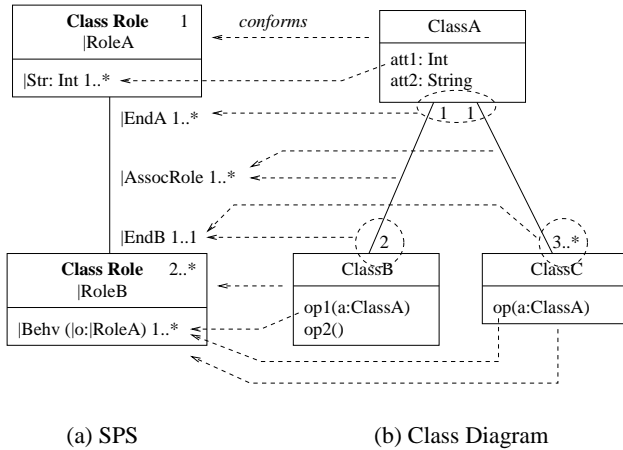 Class Role 1
|RoleA
|Str: Int 1..*
conforms
ClassA
att1: Int
att2: String
1 1
|EndA 1..*
|AssocRole 1..*
|EndB 1..1
2
3..*
Class Role 2..*
|RoleB
|Behv (|o:|RoleA) 1..*
ClassB
op1(a:ClassA)
op2()
ClassC
op(a:ClassA)
(a) SPS
(b) Class Diagram